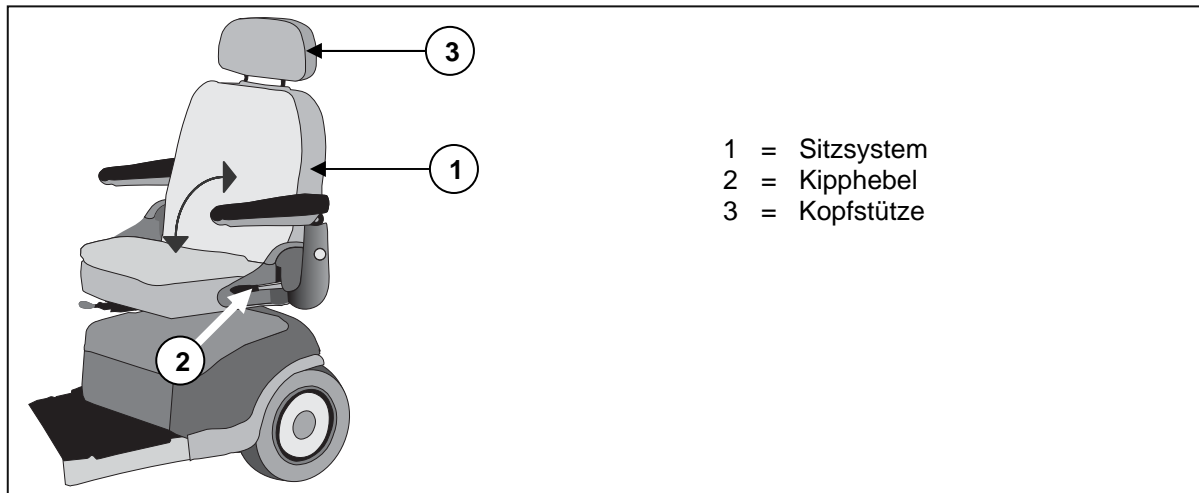 3
1
2
1 = Sitzsystem
2 = Kipphebel
3 = Kopfstütze